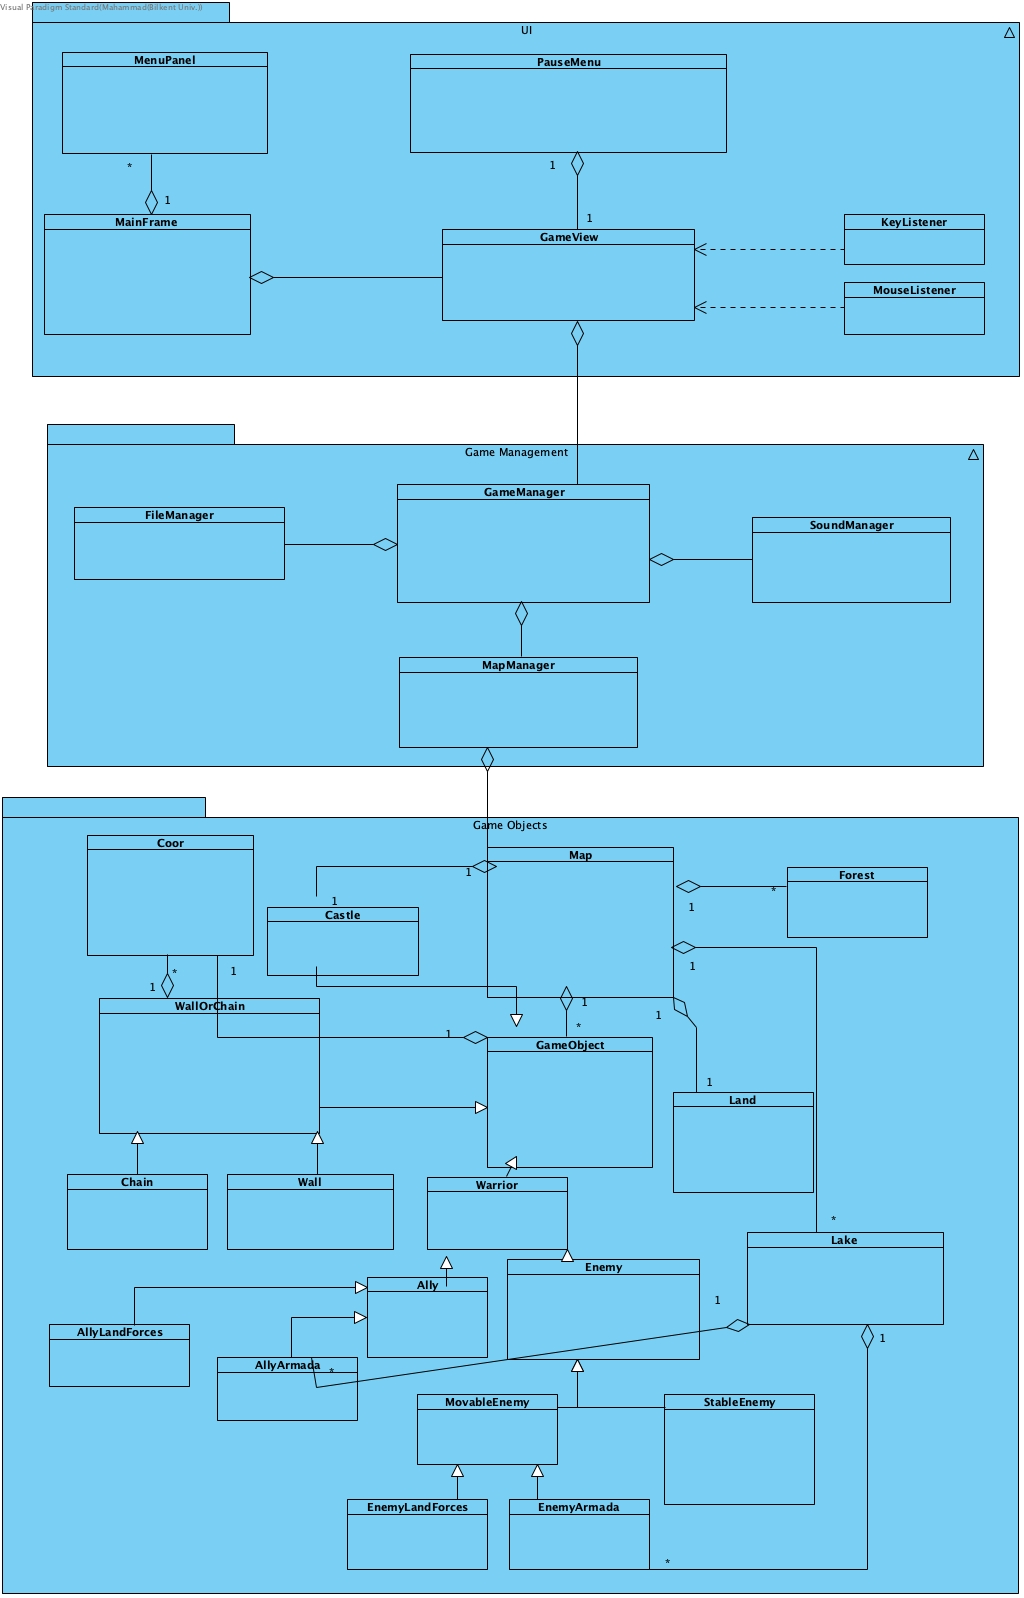 Visual Paradigm Standard(Mahammad(Bilkent Univ.))
UI
MenuPanel
PauseMenu
*
1
1
1
MainFrame
GameView
KeyListener
MouseListener
Game Management
GameManager
FileManager
SoundManager
MapManager
Game Objects
Coor
Map
1
Forest
*
1
1
Castle
1
1
*
1
WallOrChain
1
*
1
1
GameObject
1
Land
Chain
Wall
Warrior
*
Lake
Enemy
Ally
1
AllyLandForces
1
AllyArmada
*
MovableEnemy
StableEnemy
EnemyLandForces
EnemyArmada
*